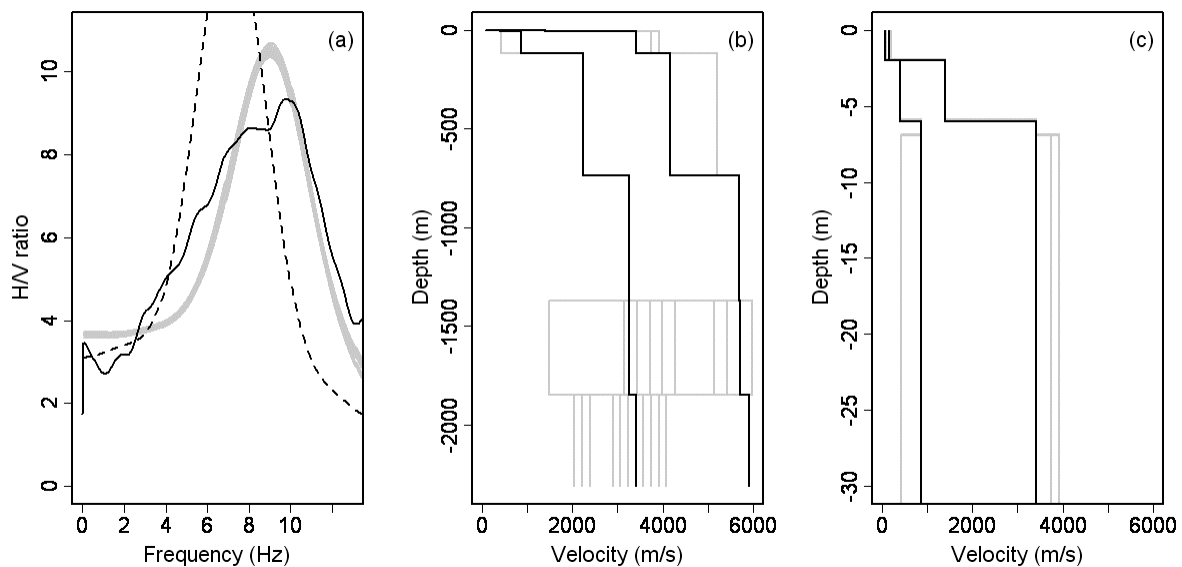 (a)
10
8
6
4
2
0
H/V ratio
0 2 4 6 8 10
Frequency (Hz)
(b)
0
-500
-1000
-1500
-2000
Depth (m)
0 2000 4000 6000
Velocity (m/s)
(c)
0
-5
-10
-15
-20
-25
-30
Depth (m)
0 2000 4000 6000
Velocity (m/s)